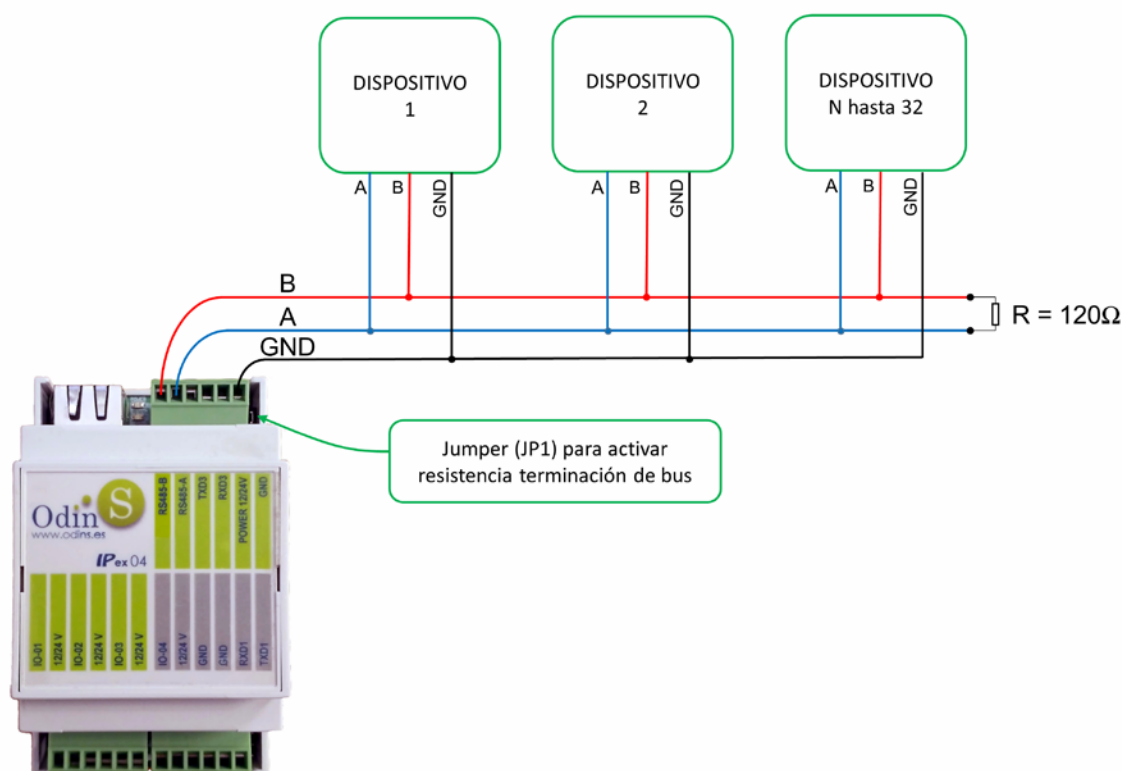 DISPOSITIVO
1
DISPOSITIVO
2
DISPOSITIVO
N hasta 32
A
B
GND
A
B
GND
A
B
GND
B
A
GND
R = 120Ω
Jumper (JP1) para activar
resistencia terminación de bus
Odin S
www.odins.es
IPex04
RS485-B
RS485-A
TXD3
RXD3
POWER 12/24V
GND
IO-01
12/24 V
IO-02
12/24 V
IO-03
12/24 V
IO-04
12/24 V
GND
GND
RXD1
TXD1